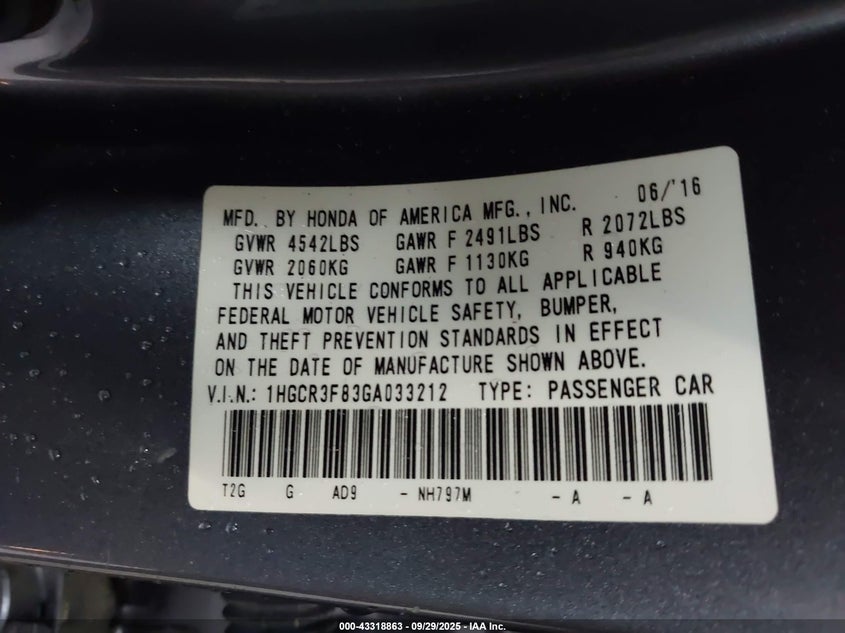 MFD. BY HONDA OF AMERICA MFG., INC. 06/'16
GVWR 4542LBS GAWR F 2491LBS R 2072LBS
GVWR 2060KG GAWR F 1130KG R 940KG
THIS VEHICLE CONFORMS TO ALL APPLICABLE
FEDERAL MOTOR VEHICLE SAFETY, BUMPER,
AND THEFT PREVENTION STANDARDS IN EFFECT
ON THE DATE OF MANUFACTURE SHOWN ABOVE.
V.I.N.: 1HGCR3F83GA033212 TYPE: PASSENGER CAR
T2G G AD9 - NH797M - A - A
000-43318863 - 09/29/2025 - IAA Inc.